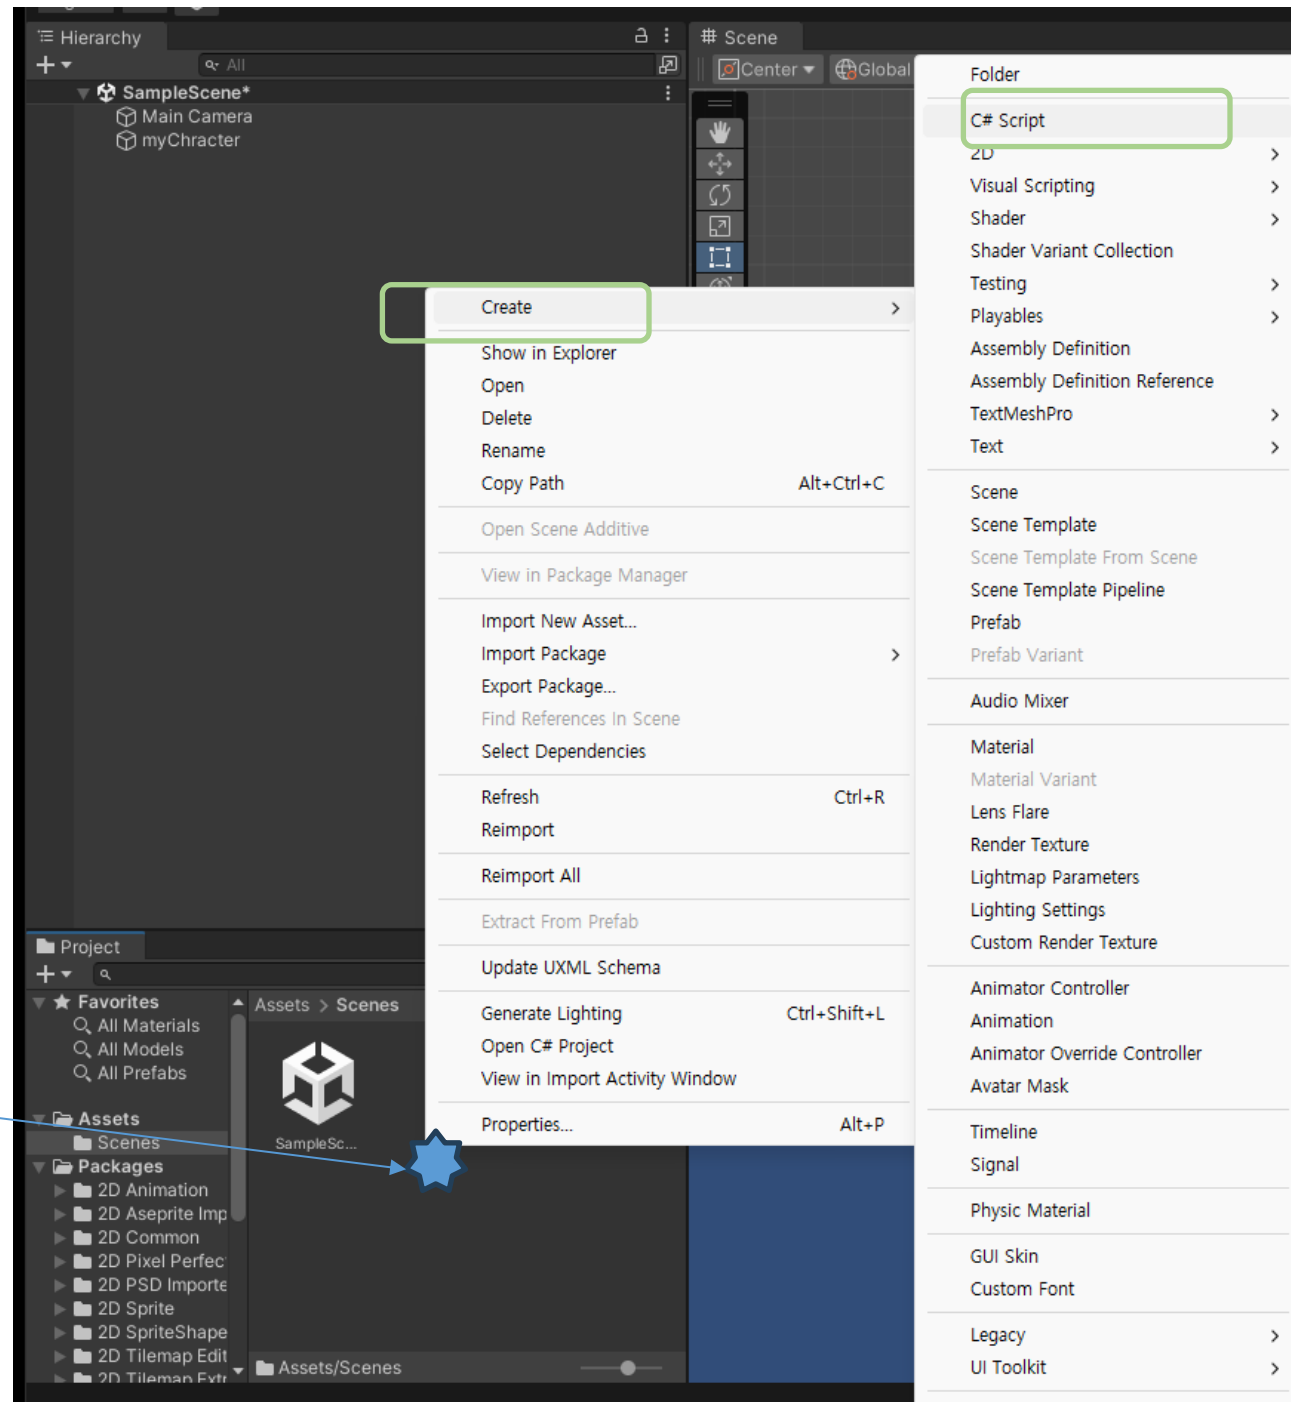 Hierarchy
All
SampleScene*
Main Camera
myChracter
Scene
Center
Global
Create
Show in Explorer
Open
Delete
Rename
Copy Path Alt+Ctrl+C
Open Scene Additive
View in Package Manager
Import New Asset...
Import Package
Export Package...
Find References In Scene
Select Dependencies
Refresh Ctrl+R
Reimport
Reimport All
Extract From Prefab
Update UXML Schema
Generate Lighting Ctrl+Shift+L
Open C# Project
View in Import Activity Window
Properties... Alt+P
Folder
C# Script
2D
Visual Scripting
Shader
Shader Variant Collection
Testing
Playables
Assembly Definition
Assembly Definition Reference
TextMeshPro
Text
Scene
Scene Template
Scene Template From Scene
Scene Template Pipeline
Prefab
Prefab Variant
Audio Mixer
Material
Material Variant
Lens Flare
Render Texture
Lightmap Parameters
Lighting Settings
Custom Render Texture
Animator Controller
Animation
Animator Override Controller
Avatar Mask
Timeline
Signal
Physic Material
GUI Skin
Custom Font
Legacy
UI Toolkit
Project
Favorites
All Materials
All Models
All Prefabs
Assets
Scenes
Packages
2D Animation
2D Aseprite Imp
2D Common
2D Pixel Perfec
2D PSD Importe
2D Sprite
2D SpriteShape
2D Tilemap Edit
2D Tilemap Extr
Assets > Scenes
SampleSc...
Assets/Scenes